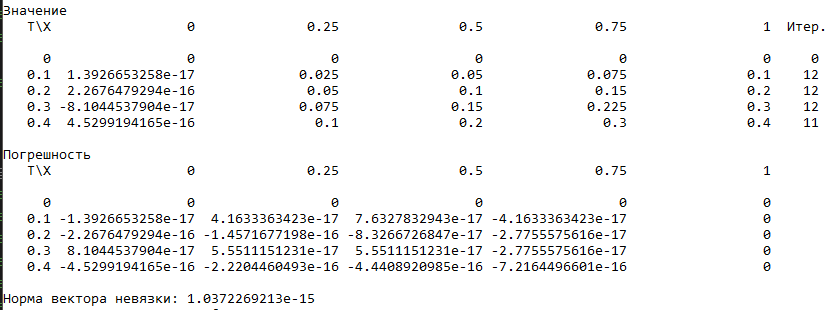 Значение
T\X 0 0.25 0.5 0.75 1 Итер.
0 0 0 0 0 0 0
0.1 1.3926653258e-17 0.025 0.05 0.075 0.1 12
0.2 2.2676479294e-16 0.05 0.1 0.15 0.2 12
0.3 -8.1044537904e-17 0.075 0.15 0.225 0.3 12
0.4 4.5299194165e-16 0.1 0.2 0.3 0.4 11
Погрешность
T\X 0 0.25 0.5 0.75 1
0 0 0 0 0 0
0.1 -1.3926653258e-17 4.1633363423e-17 7.6327832943e-17 -4.1633363423e-17 0
0.2 -2.2676479294e-16 -1.4571677198e-16 -8.3266726847e-17 -2.7755575616e-17 0
0.3 8.1044537904e-17 5.5511151231e-17 5.5511151231e-17 -2.7755575616e-17 0
0.4 -4.5299194165e-16 -2.2204460493e-16 -4.4408920985e-16 -7.2164496601e-16 0
Норма вектора невязки: 1.0372269213e-15